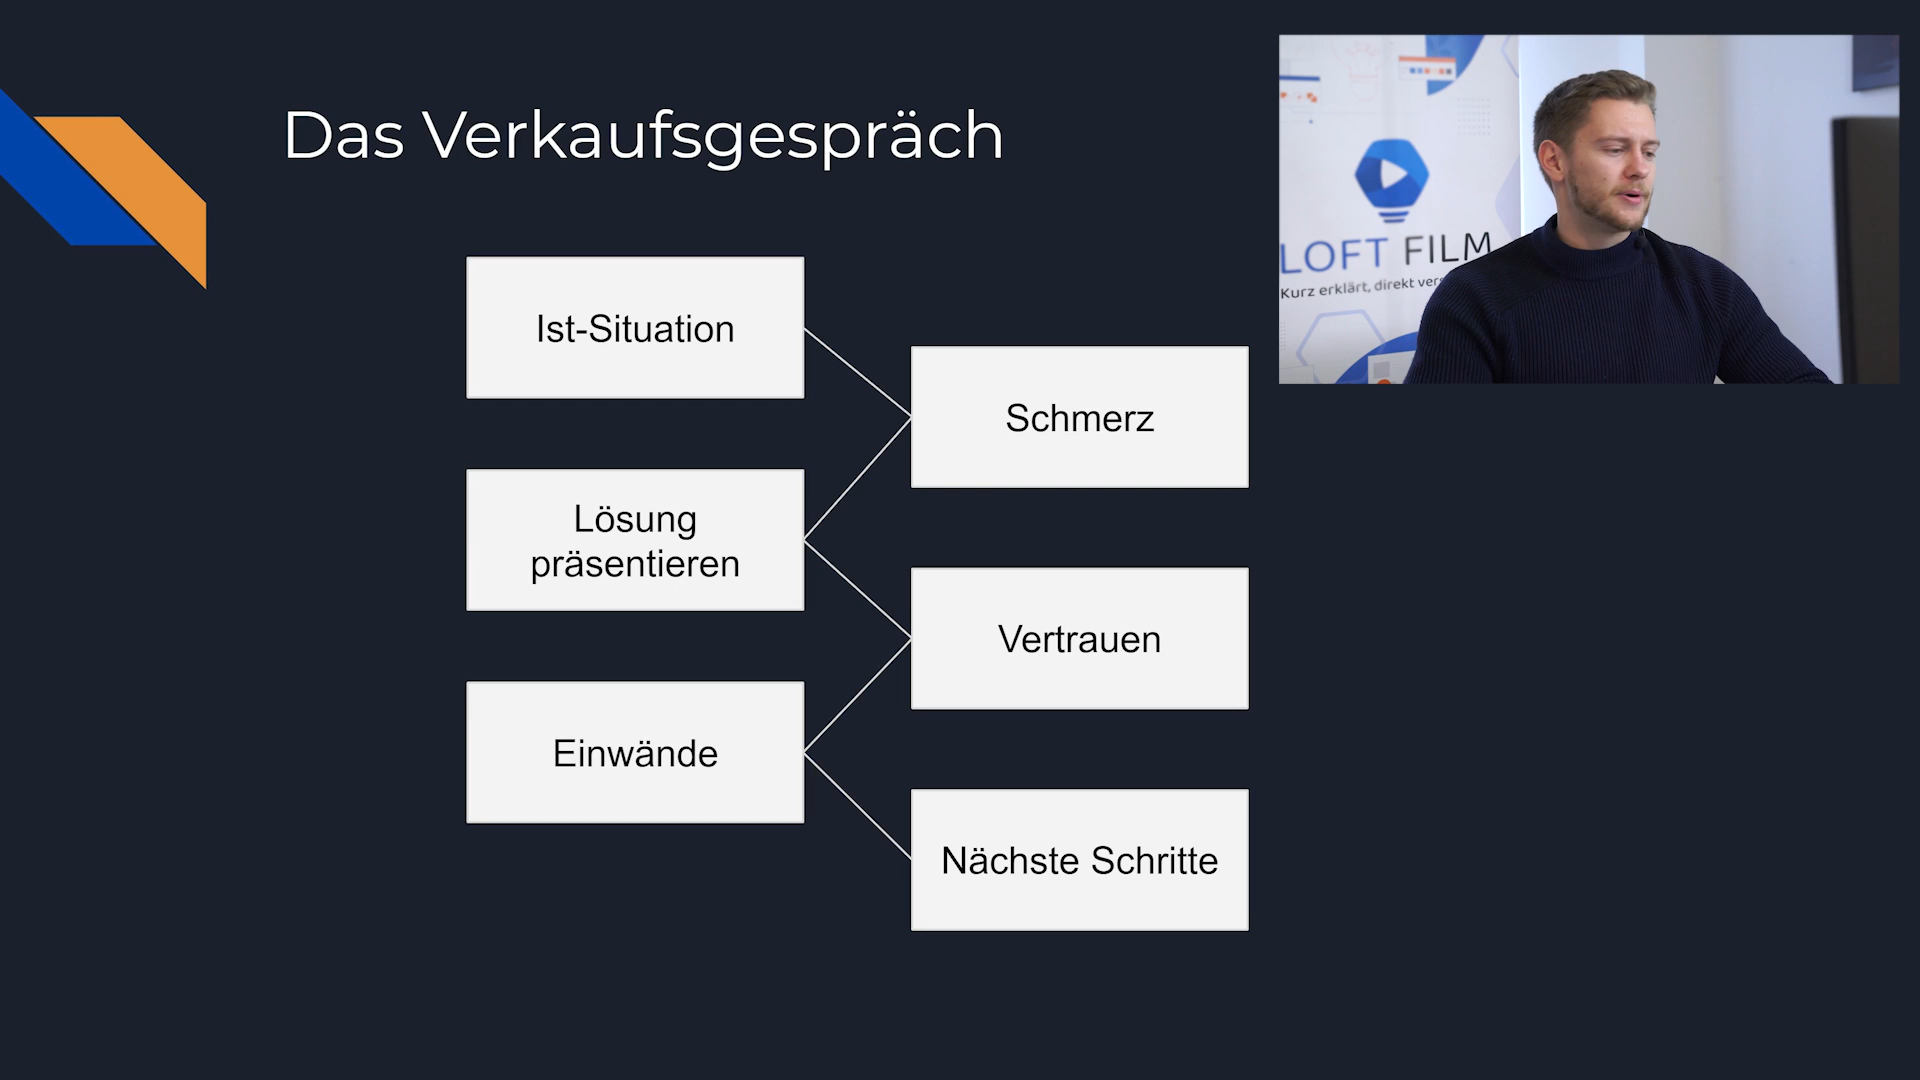 Das Verkaufsgespräch
Ist-Situation
Schmerz
Lösung
präsentieren
Vertrauen
Einwände
Nächste Schritte
LOFT FILM
Kurz erklärt, direkt